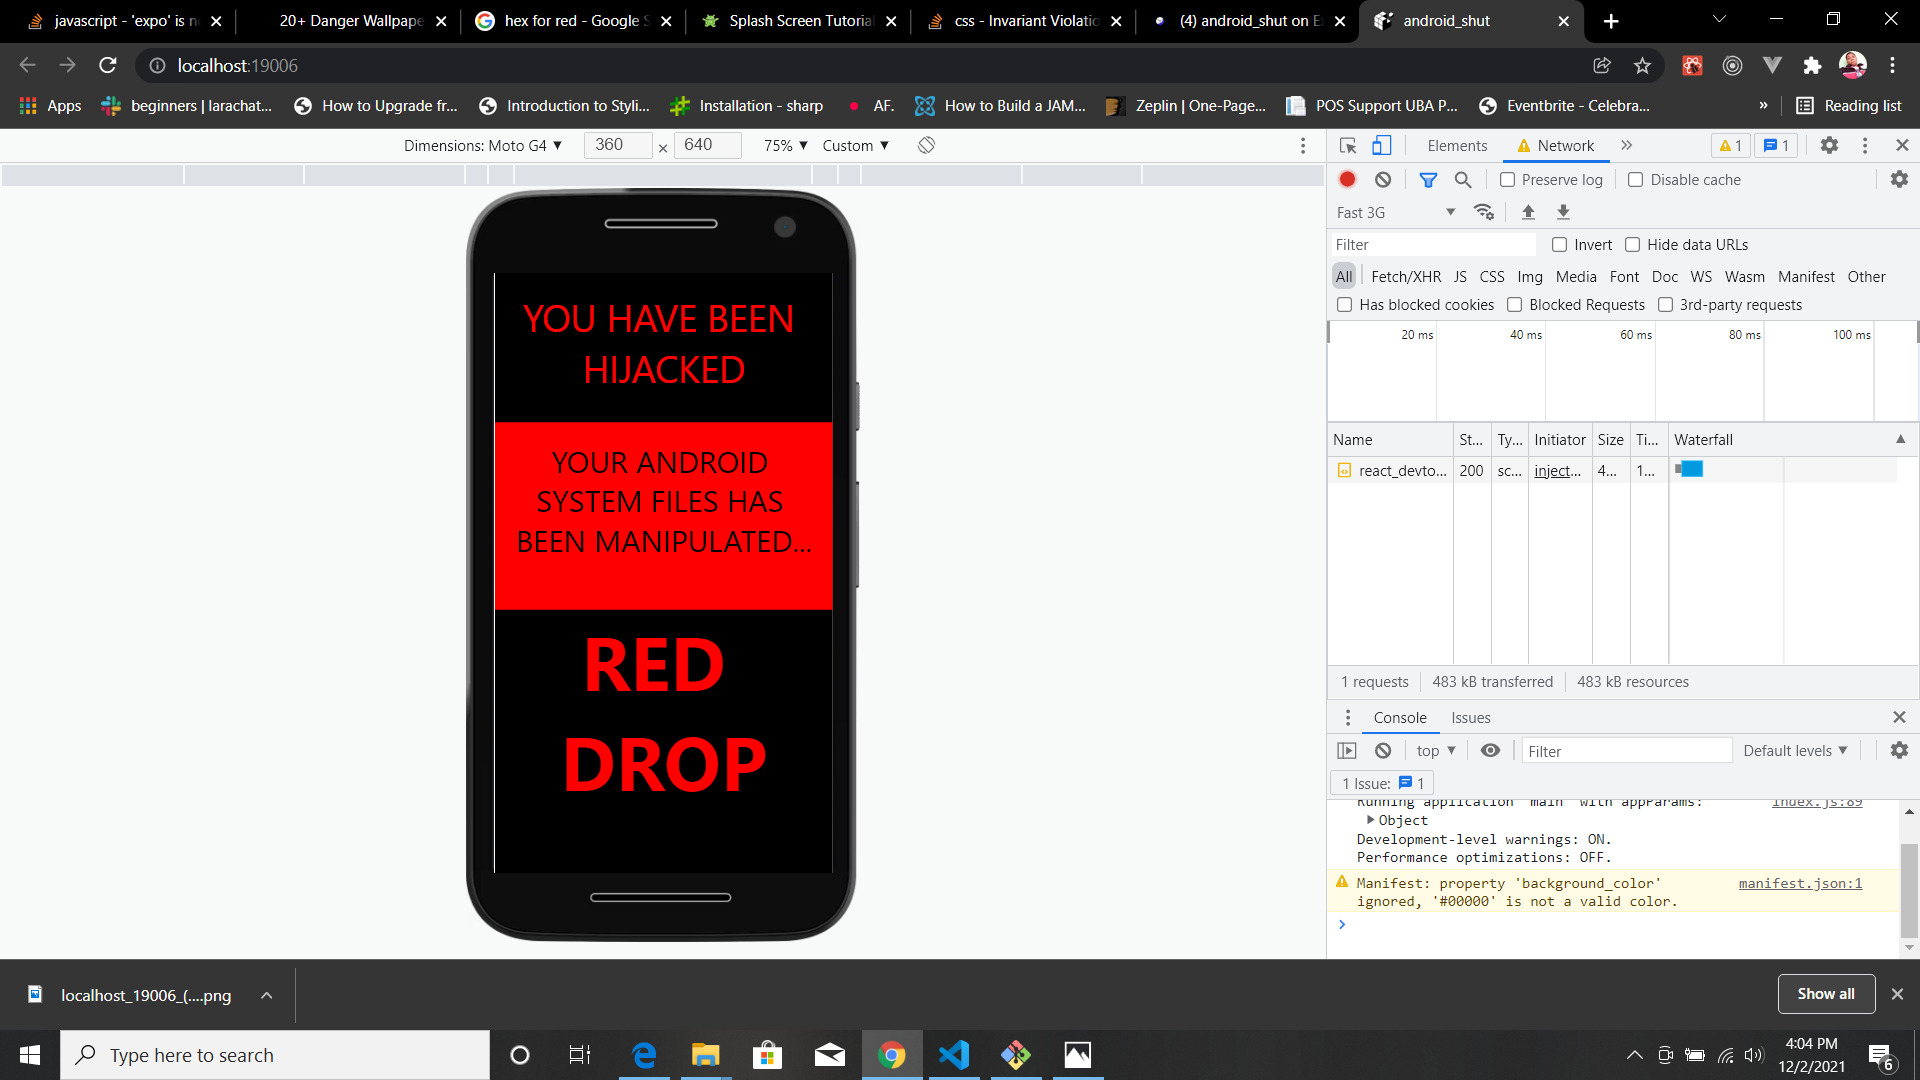 javascript - 'expo' is n
20+ Danger Wallpape
hex for red - Google S
Splash Screen Tutorial
css - Invariant Violatio
(4) android_shut on Ex
android_shut
localhost:19006
Apps
beginners | larachat...
How to Upgrade fr...
Introduction to Styli...
Installation - sharp
AF.
How to Build a JAM...
Zeplin | One-Page...
POS Support UBA P...
Eventbrite - Celebra...
»
Reading list
Dimensions: Moto G4
360 × 640
75%
Custom
YOU HAVE BEEN
HIJACKED
YOUR ANDROID
SYSTEM FILES HAS
BEEN MANIPULATED...
RED
DROP
Elements
Network
»
1
1
Preserve log
Disable cache
Fast 3G
Filter
Invert
Hide data URLs
All Fetch/XHR JS CSS Img Media Font Doc WS Wasm Manifest Other
Has blocked cookies
Blocked Requests
3rd-party requests
20 ms 40 ms 60 ms 80 ms 100 ms
Name St... Ty... Initiator Size Ti... Waterfall
react_devto... 200 sc... inject... 4... 1...
1 requests
483 kB transferred
483 kB resources
Console
Issues
top
Filter
Default levels
1 Issue: 1
Running application "main" with appParams: index.js:89
Object
Development-level warnings: ON.
Performance optimizations: OFF.
Manifest: property 'background_color' manifest.json:1
ignored, '#00000' is not a valid color.
localhost_19006_(....png
Show all
Type here to search
4:04 PM
12/2/2021
6